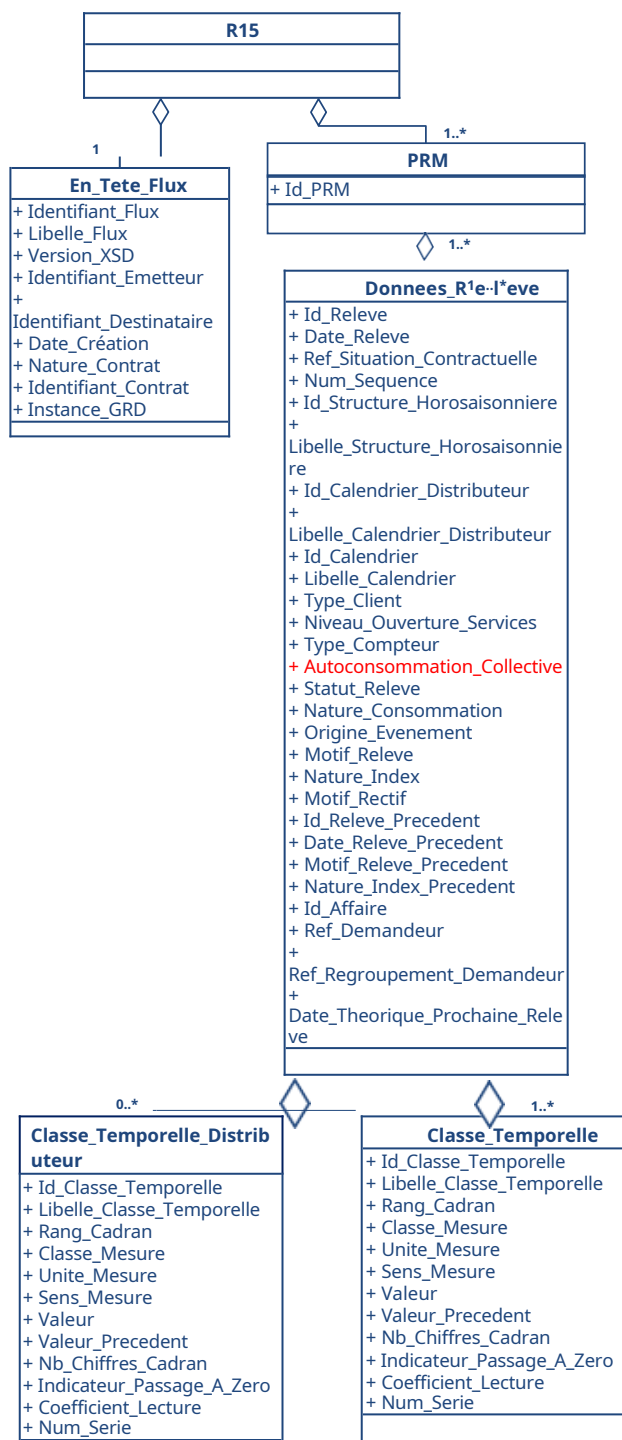 R15
1
1..*
En_Tete_Flux
+ Identifiant_Flux
+ Libelle_Flux
+ Version_XSD
+ Identifiant_Emetteur
+
Identifiant_Destinataire
+ Date_Création
+ Nature_Contrat
+ Identifiant_Contrat
+ Instance_GRD
PRM
+ Id_PRM
1..*
Donnees_R¹e··l*eve
+ Id_Releve
+ Date_Releve
+ Ref_Situation_Contractuelle
+ Num_Sequence
+ Id_Structure_Horosaisonniere
+
Libelle_Structure_Horosaisonnie
re
+ Id_Calendrier_Distributeur
+
Libelle_Calendrier_Distributeur
+ Id_Calendrier
+ Libelle_Calendrier
+ Type_Client
+ Niveau_Ouverture_Services
+ Type_Compteur
+ Autoconsommation_Collective
+ Statut_Releve
+ Nature_Consommation
+ Origine_Evenement
+ Motif_Releve
+ Nature_Index
+ Motif_Rectif
+ Id_Releve_Precedent
+ Date_Releve_Precedent
+ Motif_Releve_Precedent
+ Nature_Index_Precedent
+ Id_Affaire
+ Ref_Demandeur
+
Ref_Regroupement_Demandeur
+
Date_Theorique_Prochaine_Rele
ve
0..*
1..*
Classe_Temporelle_Distrib
uteur
+ Id_Classe_Temporelle
+ Libelle_Classe_Temporelle
+ Rang_Cadran
+ Classe_Mesure
+ Unite_Mesure
+ Sens_Mesure
+ Valeur
+ Valeur_Precedent
+ Nb_Chiffres_Cadran
+ Indicateur_Passage_A_Zero
+ Coefficient_Lecture
+ Num_Serie
Classe_Temporelle
+ Id_Classe_Temporelle
+ Libelle_Classe_Temporelle
+ Rang_Cadran
+ Classe_Mesure
+ Unite_Mesure
+ Sens_Mesure
+ Valeur
+ Valeur_Precedent
+ Nb_Chiffres_Cadran
+ Indicateur_Passage_A_Zero
+ Coefficient_Lecture
+ Num_Serie